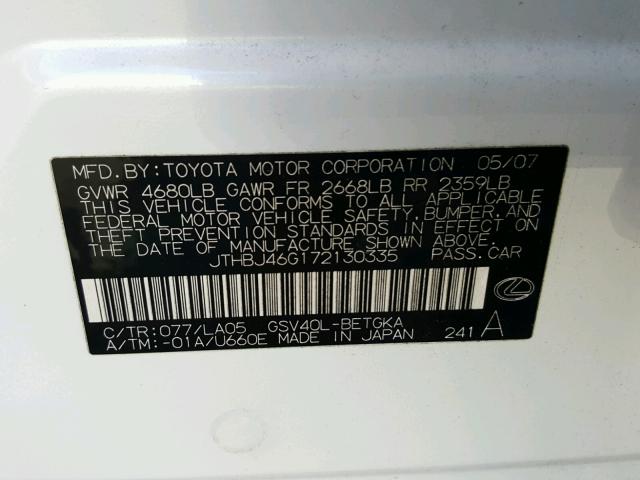 MFD. BY: TOYOTA MOTOR CORPORATION 05/07
GVWR 4680LB GAWR FR 2668LB RR 2359LB
THIS VEHICLE CONFORMS TO ALL APPLICABLE
FEDERAL MOTOR VEHICLE SAFETY, BUMPER, AND
THEFT PREVENTION STANDARDS IN EFFECT ON
THE DATE OF MANUFACTURE SHOWN ABOVE.
JTHBJ46G172130335 PASS. CAR
C/TR: 077/LA05 GSV40L-BETGKA
A/TM: -01A/U660E MADE IN JAPAN 241 A